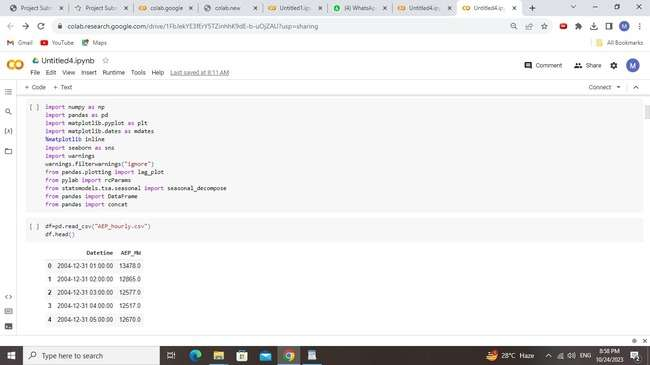 Project Subm
Project Subm
colab.google
colab.new
Untitled1.ip
(4) WhatsAp
Untitled4.ip
Untitled4.ip
colab.research.google.com/drive/
?usp=sharing
Gmail YouTube Maps
All Bookmarks
Untitled4.ipynb
Comment Share M
File Edit View Insert Runtime Tools Help Last saved at 8:11 AM
+ Code + Text
Connect
[ ] import numpy as np
import pandas as pd
import matplotlib.pyplot as plt
import matplotlib.dates as mdates
%matplotlib inline
import seaborn as sns
import warnings
warnings.filterwarnings("ignore")
from pandas.plotting import lag_plot
from pylab import rcParams
from statsmodels.tsa.seasonal import seasonal_decompose
from pandas import DataFrame
from pandas import concat
[ ] df=pd.read_csv("AEP_hourly.csv")
df.head()
Datetime AEP_MW
0 2004-12-31 01:00:00 13478.0
1 2004-12-31 02:00:00 12865.0
2 2004-12-31 03:00:00 12577.0
3 2004-12-31 04:00:00 12517.0
4 2004-12-31 05:00:00 12670.0
Type here to search
28°C Haze
ENG
8:58 PM
10/24/2023